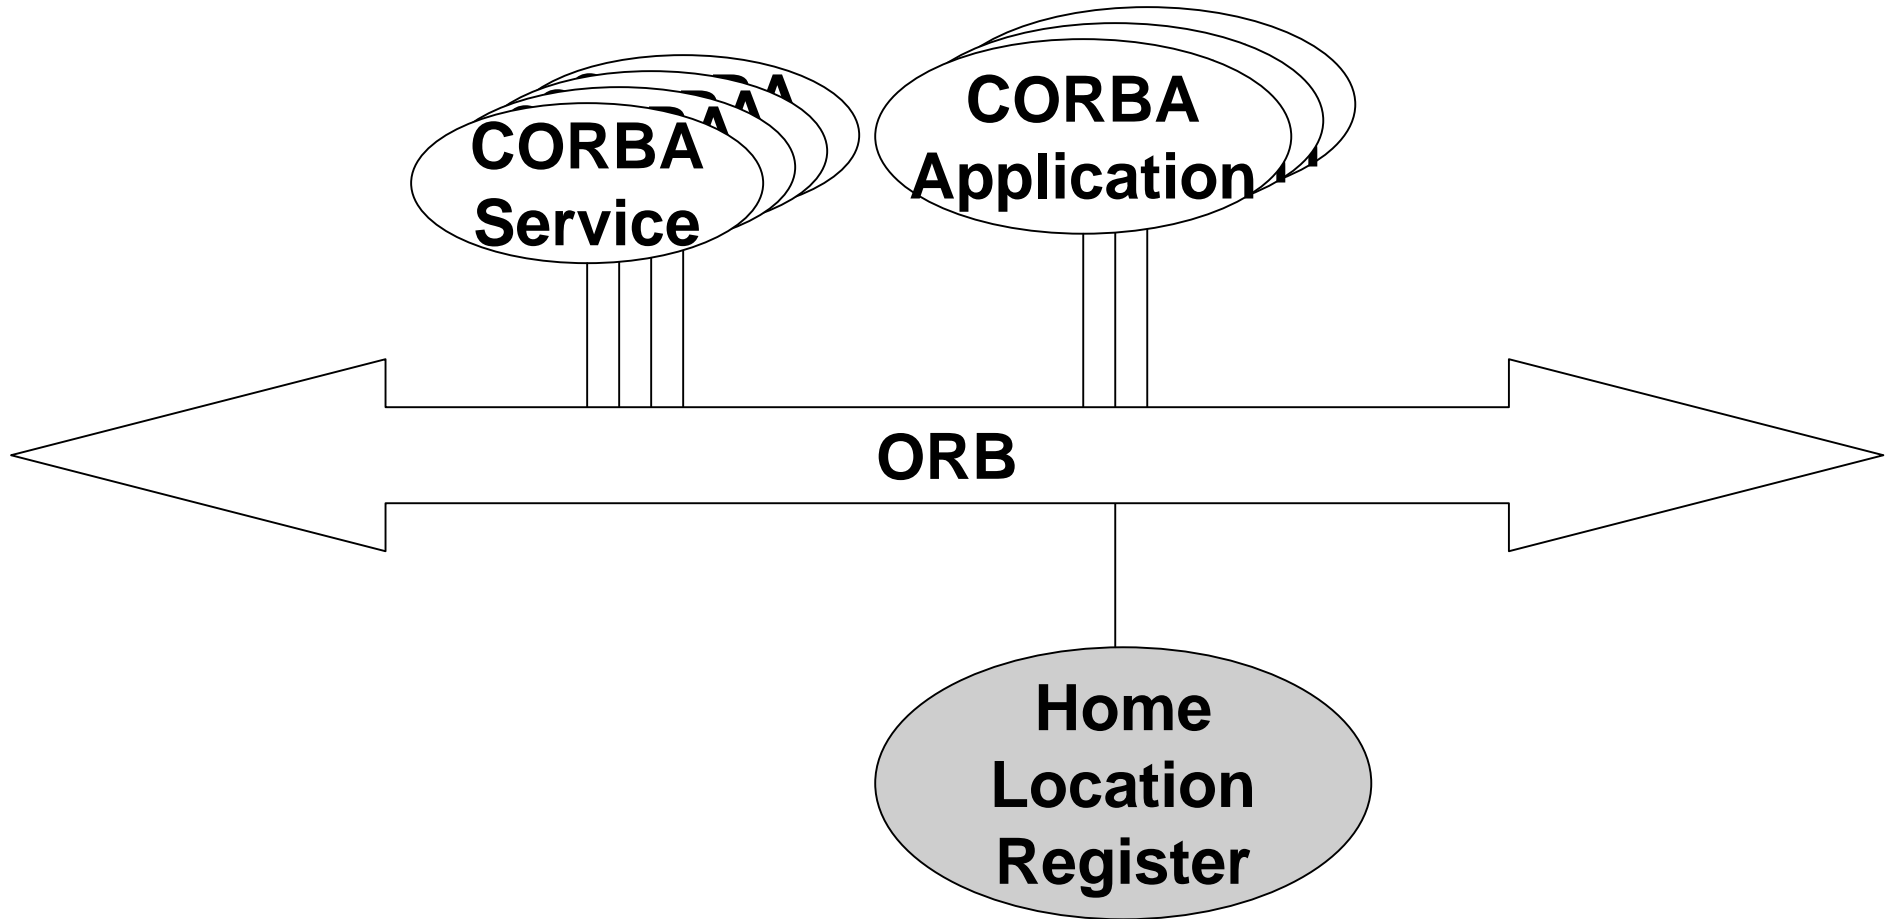 CORBA
Service
CORBA
Application
ORB
Home
Location
Register